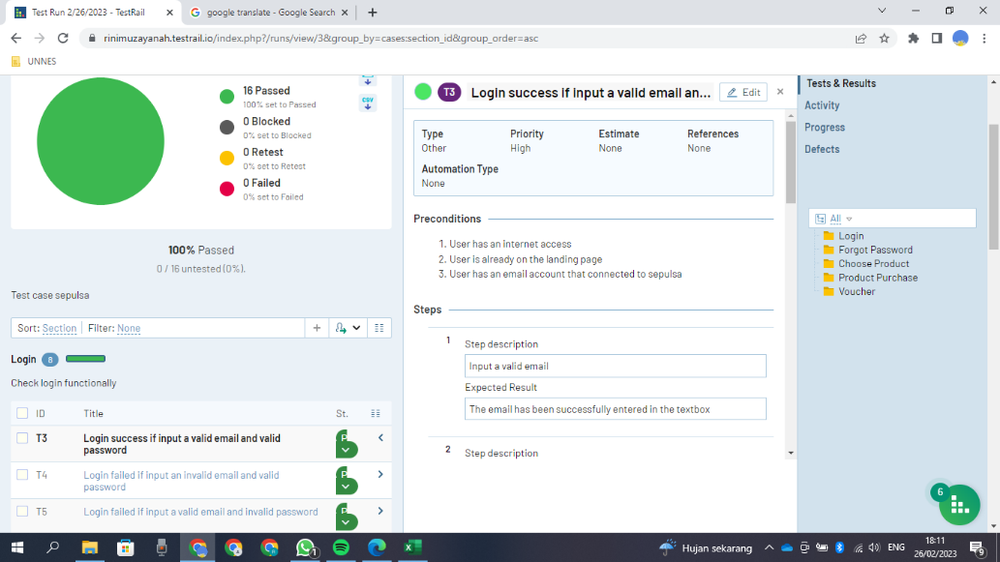 Test Run 2/26/2023 - TestRail
google translate - Google Search
rinimuzayanah.testrail.io/index.php?/runs/view/3&group_by=cases:section_id&group_order=asc
UNNES
16 Passed
100% set to Passed
0 Blocked
0% set to Blocked
0 Retest
0% set to Retest
0 Failed
0% set to Failed
CSV
100% Passed
0 / 16 untested (0%).
Test case sepulsa
Sort: Section Filter: None
Login 8
Check login functionally
ID Title St.
T3 Login success if input a valid email and valid
password
T4 Login failed if input an invalid email and valid
password
T5 Login failed if input a valid email and invalid password
T3 Login success if input a valid email an... Edit
Type Priority Estimate References
Other High None None
Automation Type
None
Preconditions
1. User has an internet access
2. User is already on the landing page
3. User has an email account that connected to sepulsa
Steps
1 Step description
Input a valid email
Expected Result
The email has been successfully entered in the textbox
2 Step description
Tests & Results
Activity
Progress
Defects
All
Login
Forgot Password
Choose Product
Product Purchase
Voucher
6
1
Hujan sekarang
ENG
18:11
26/02/2023
9